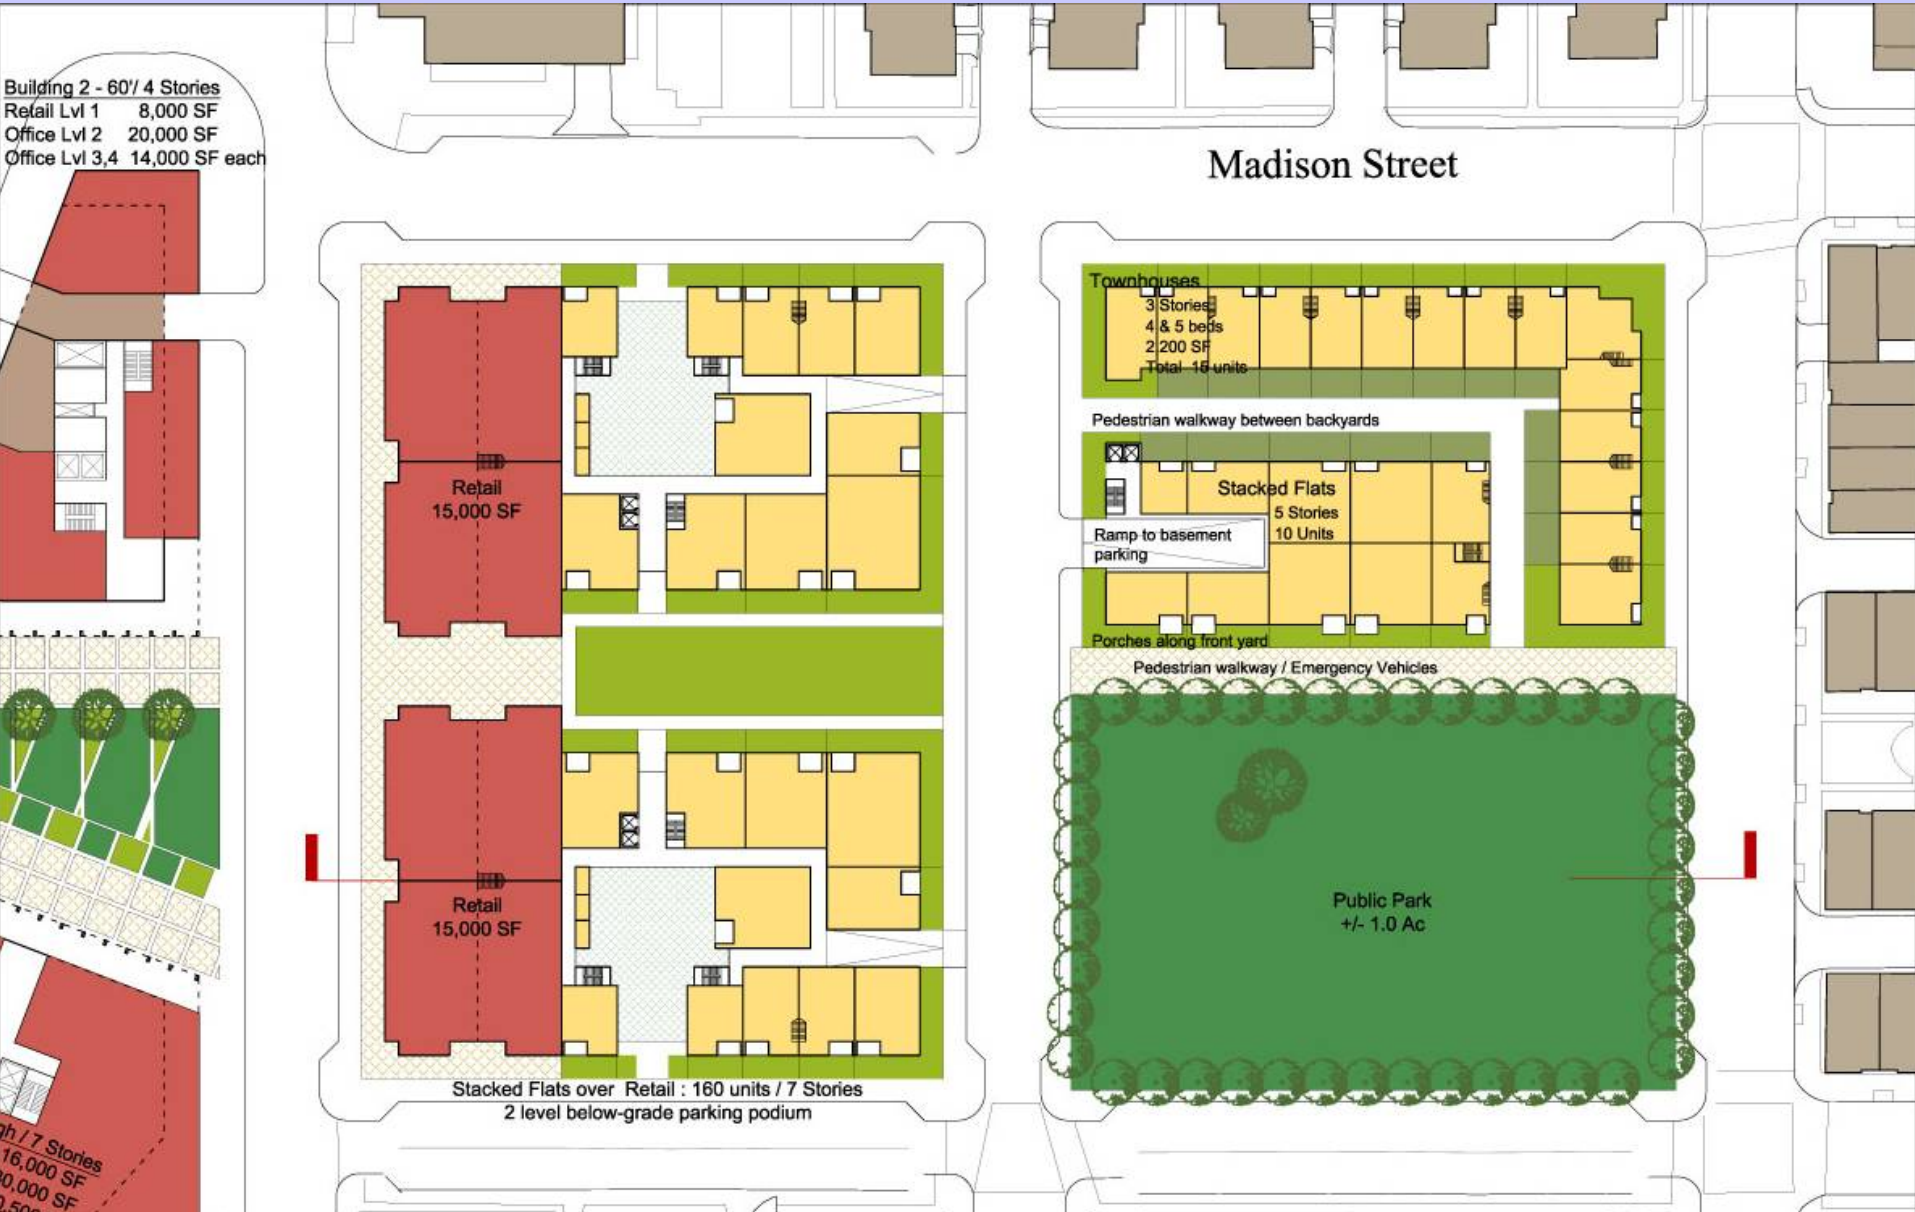 Building 2 - 60'/ 4 Stories
Retail Lvl 1 8,000 SF
Office Lvl 2 20,000 SF
Office Lvl 3,4 14,000 SF each
Madison Street
Townhouses
3 Stories
4 & 5 beds
2,200 SF
Total 15 units
Pedestrian walkway between backyards
Retail
15,000 SF
Stacked Flats
5 Stories
10 Units
Ramp to basement
parking
Porches along front yard
Pedestrian walkway / Emergency Vehicles
Retail
15,000 SF
Public Park
+/- 1.0 Ac
Stacked Flats over Retail : 160 units / 7 Stories
2 level below-grade parking podium
/ 7 Stories
16,000 SF